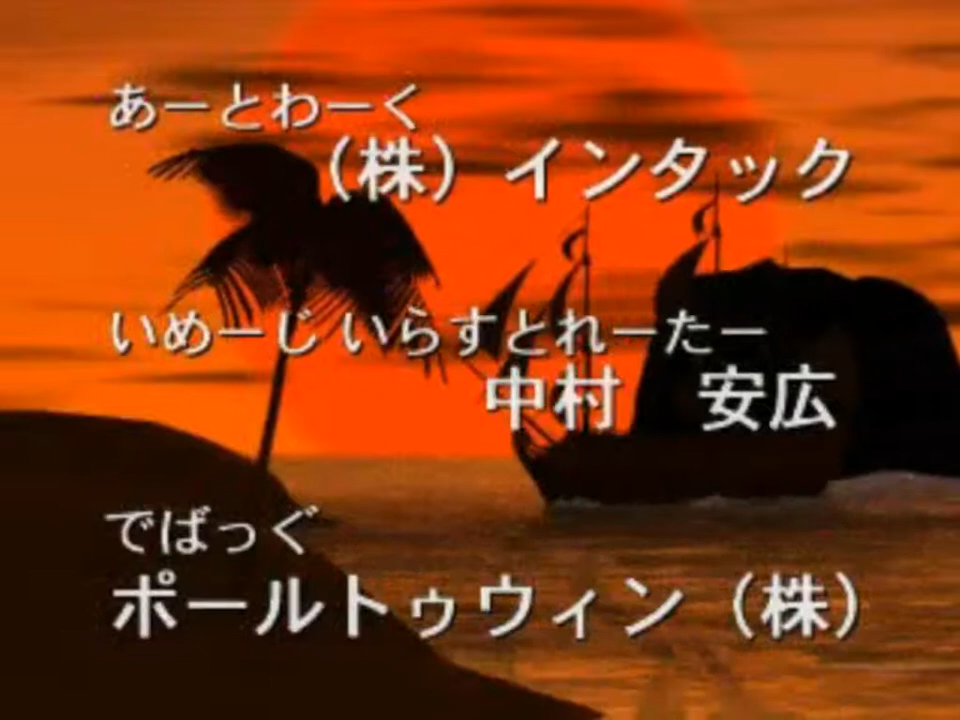 あーとわーく
（株）インタック
いめーじ いらすとれーたー
中村　安広
でばっぐ
ポールトゥウィン（株）